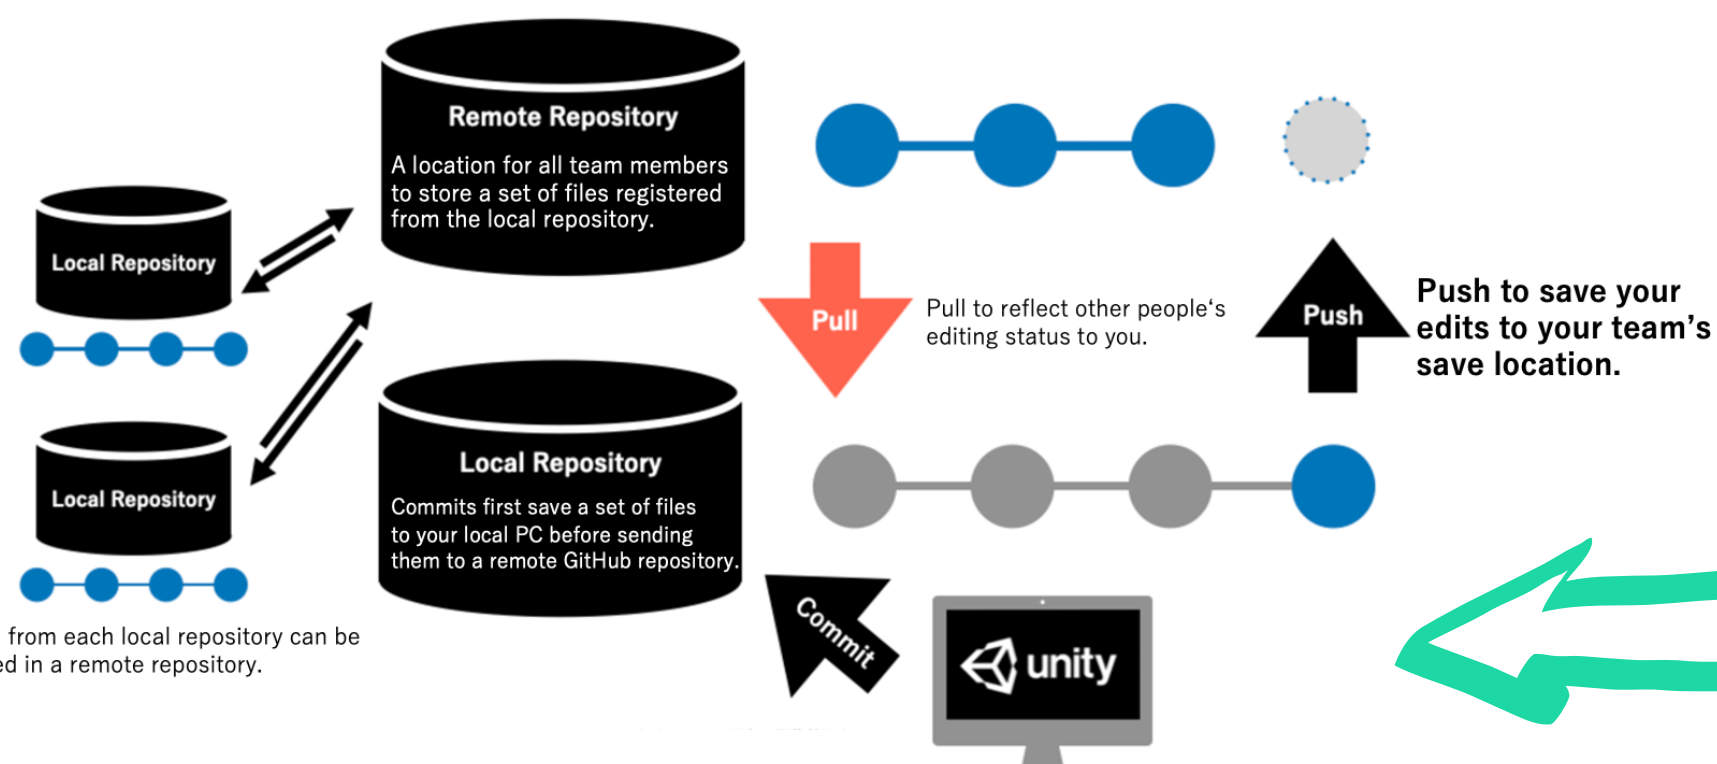 Remote Repository
A location for all team members
to store a set of files registered
from the local repository.
Local Repository
Local Repository
from each local repository can be
ed in a remote repository.
Pull
Pull to reflect other people‘s
editing status to you.
Push
Push to save your
edits to your team’s
save location.
Local Repository
Commits first save a set of files
to your local PC before sending
them to a remote GitHub repository.
Commit
unity